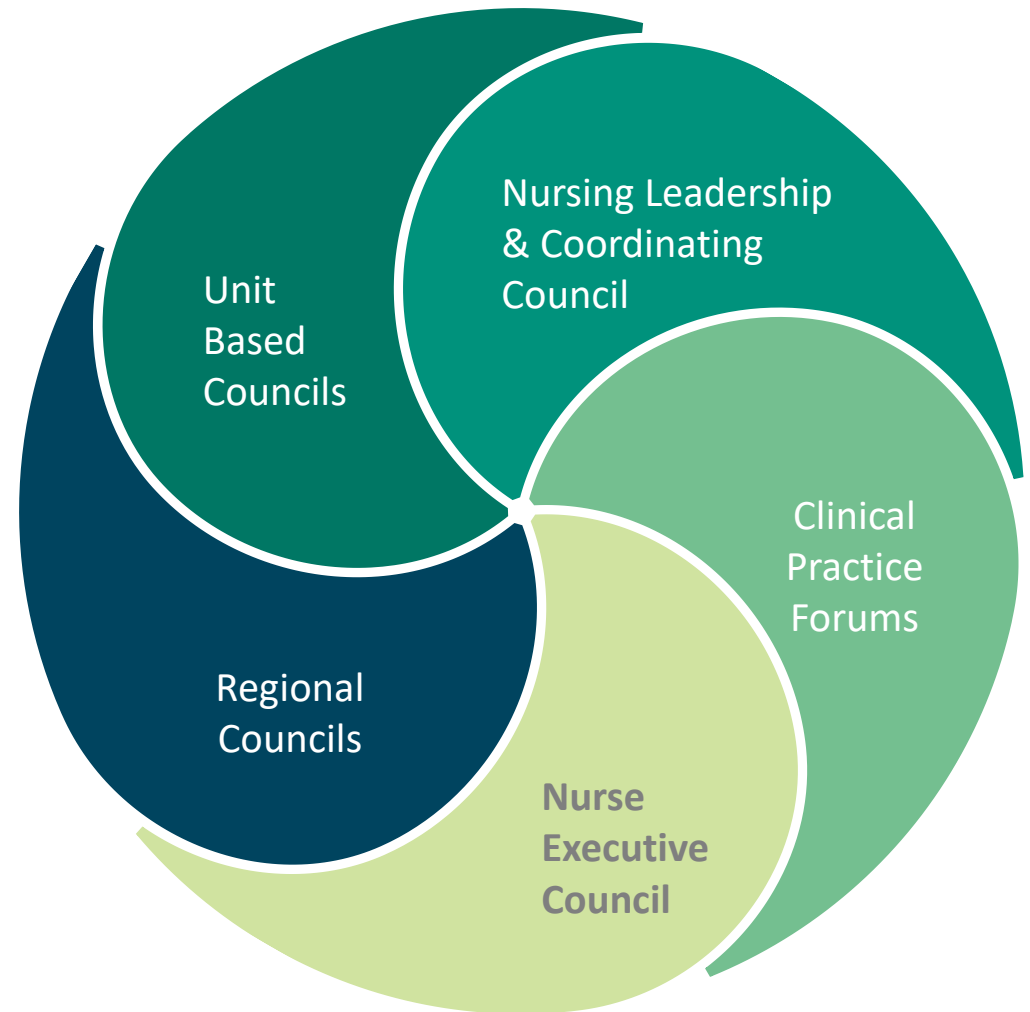 Nursing Leadership
& Coordinating
Council
Unit
Based
Councils
Clinical
Practice
Forums
Regional
Councils
Nurse
Executive
Council